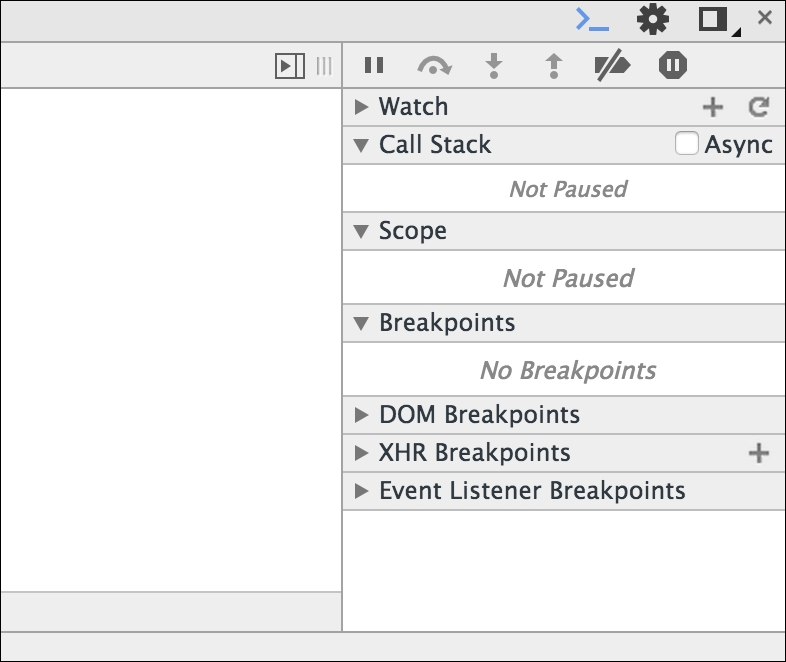 Watch
Call Stack
Async
Not Paused
Scope
Not Paused
Breakpoints
No Breakpoints
DOM Breakpoints
XHR Breakpoints
Event Listener Breakpoints